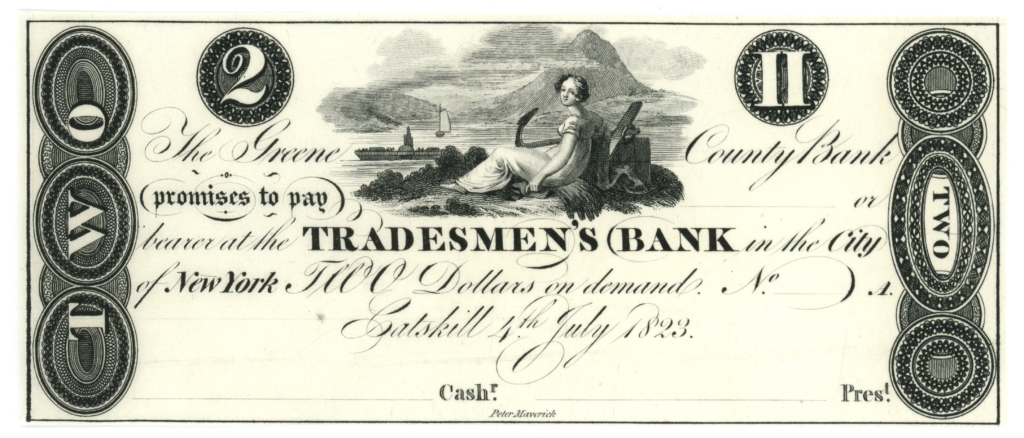 TWO
2
II
TWO
The Greene County Bank
promises to pay or
bearer at the TRADESMEN'S BANK in the City
of New York TWO Dollars on demand. No. A.
Catskill 4th July 1823.
Cashr. Prest.
Peter Maverick